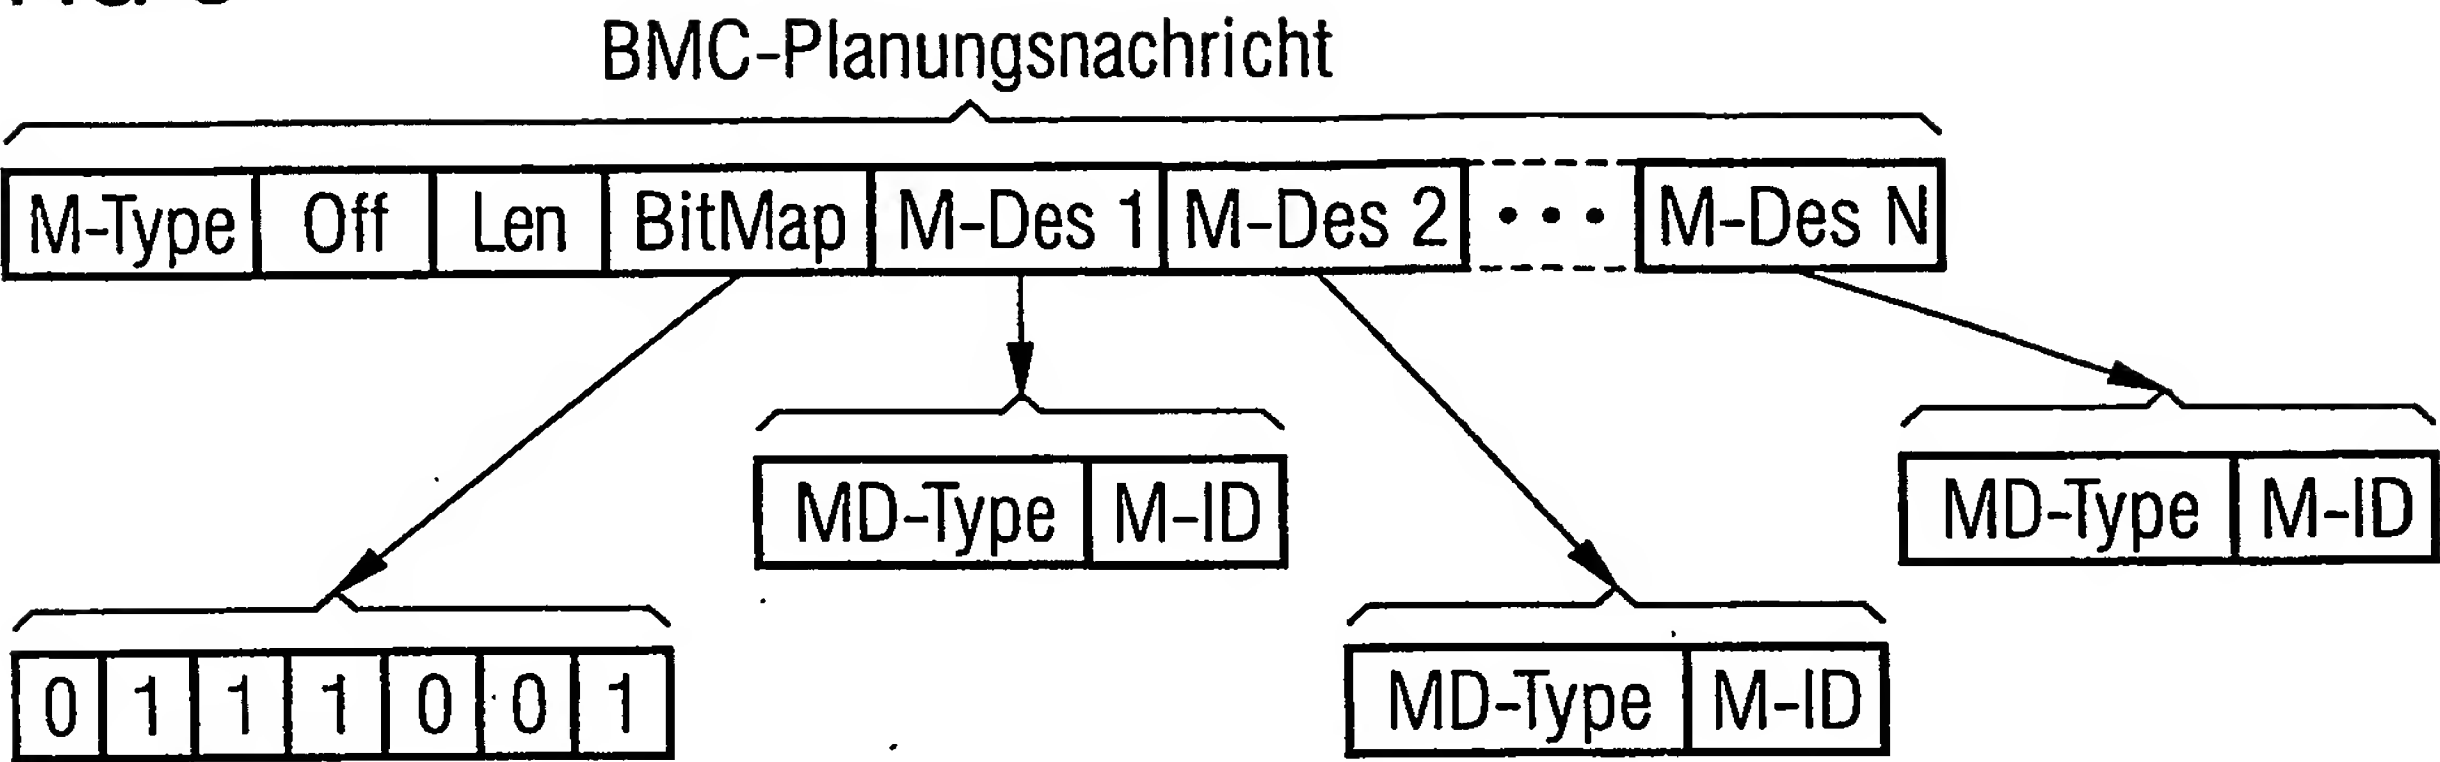 BMC-Planungsnachricht
M-Type Off Len BitMap M-Des 1 M-Des 2 ••• M-Des N
MD-Type M-ID
MD-Type M-ID
0 1 1 1 0 0 1
MD-Type M-ID